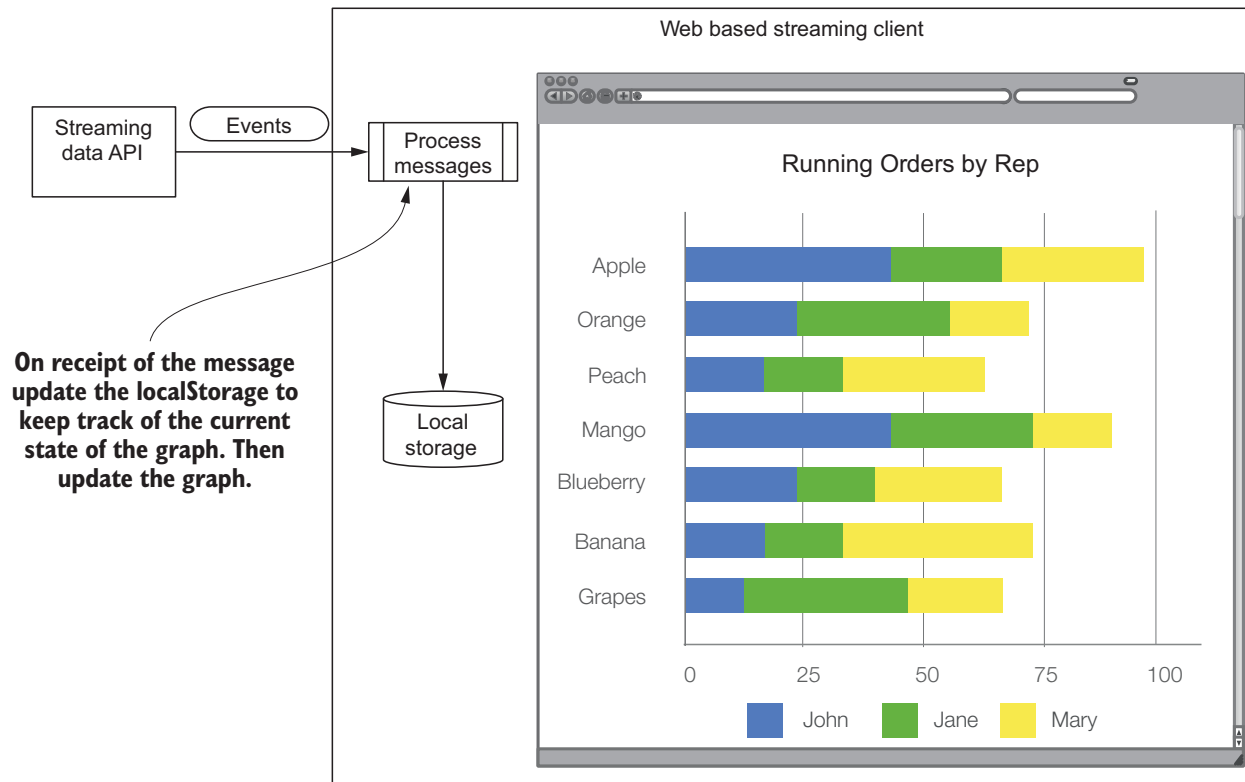 Web based streaming client
Streaming
data API
Events
Process
messages
Local
storage
On receipt of the message
update the localStorage to
keep track of the current
state of the graph. Then
update the graph.
Running Orders by Rep
Apple
Orange
Peach
Mango
Blueberry
Banana
Grapes
0 25 50 75 100
John Jane Mary